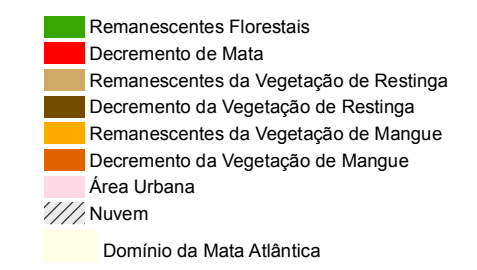 Remanescentes Florestais
Decremento de Mata
Remanescentes da Vegetação de Restinga
Decremento da Vegetação de Restinga
Remanescentes da Vegetação de Mangue
Decremento da Vegetação de Mangue
Área Urbana
Nuvem
Domínio da Mata Atlântica